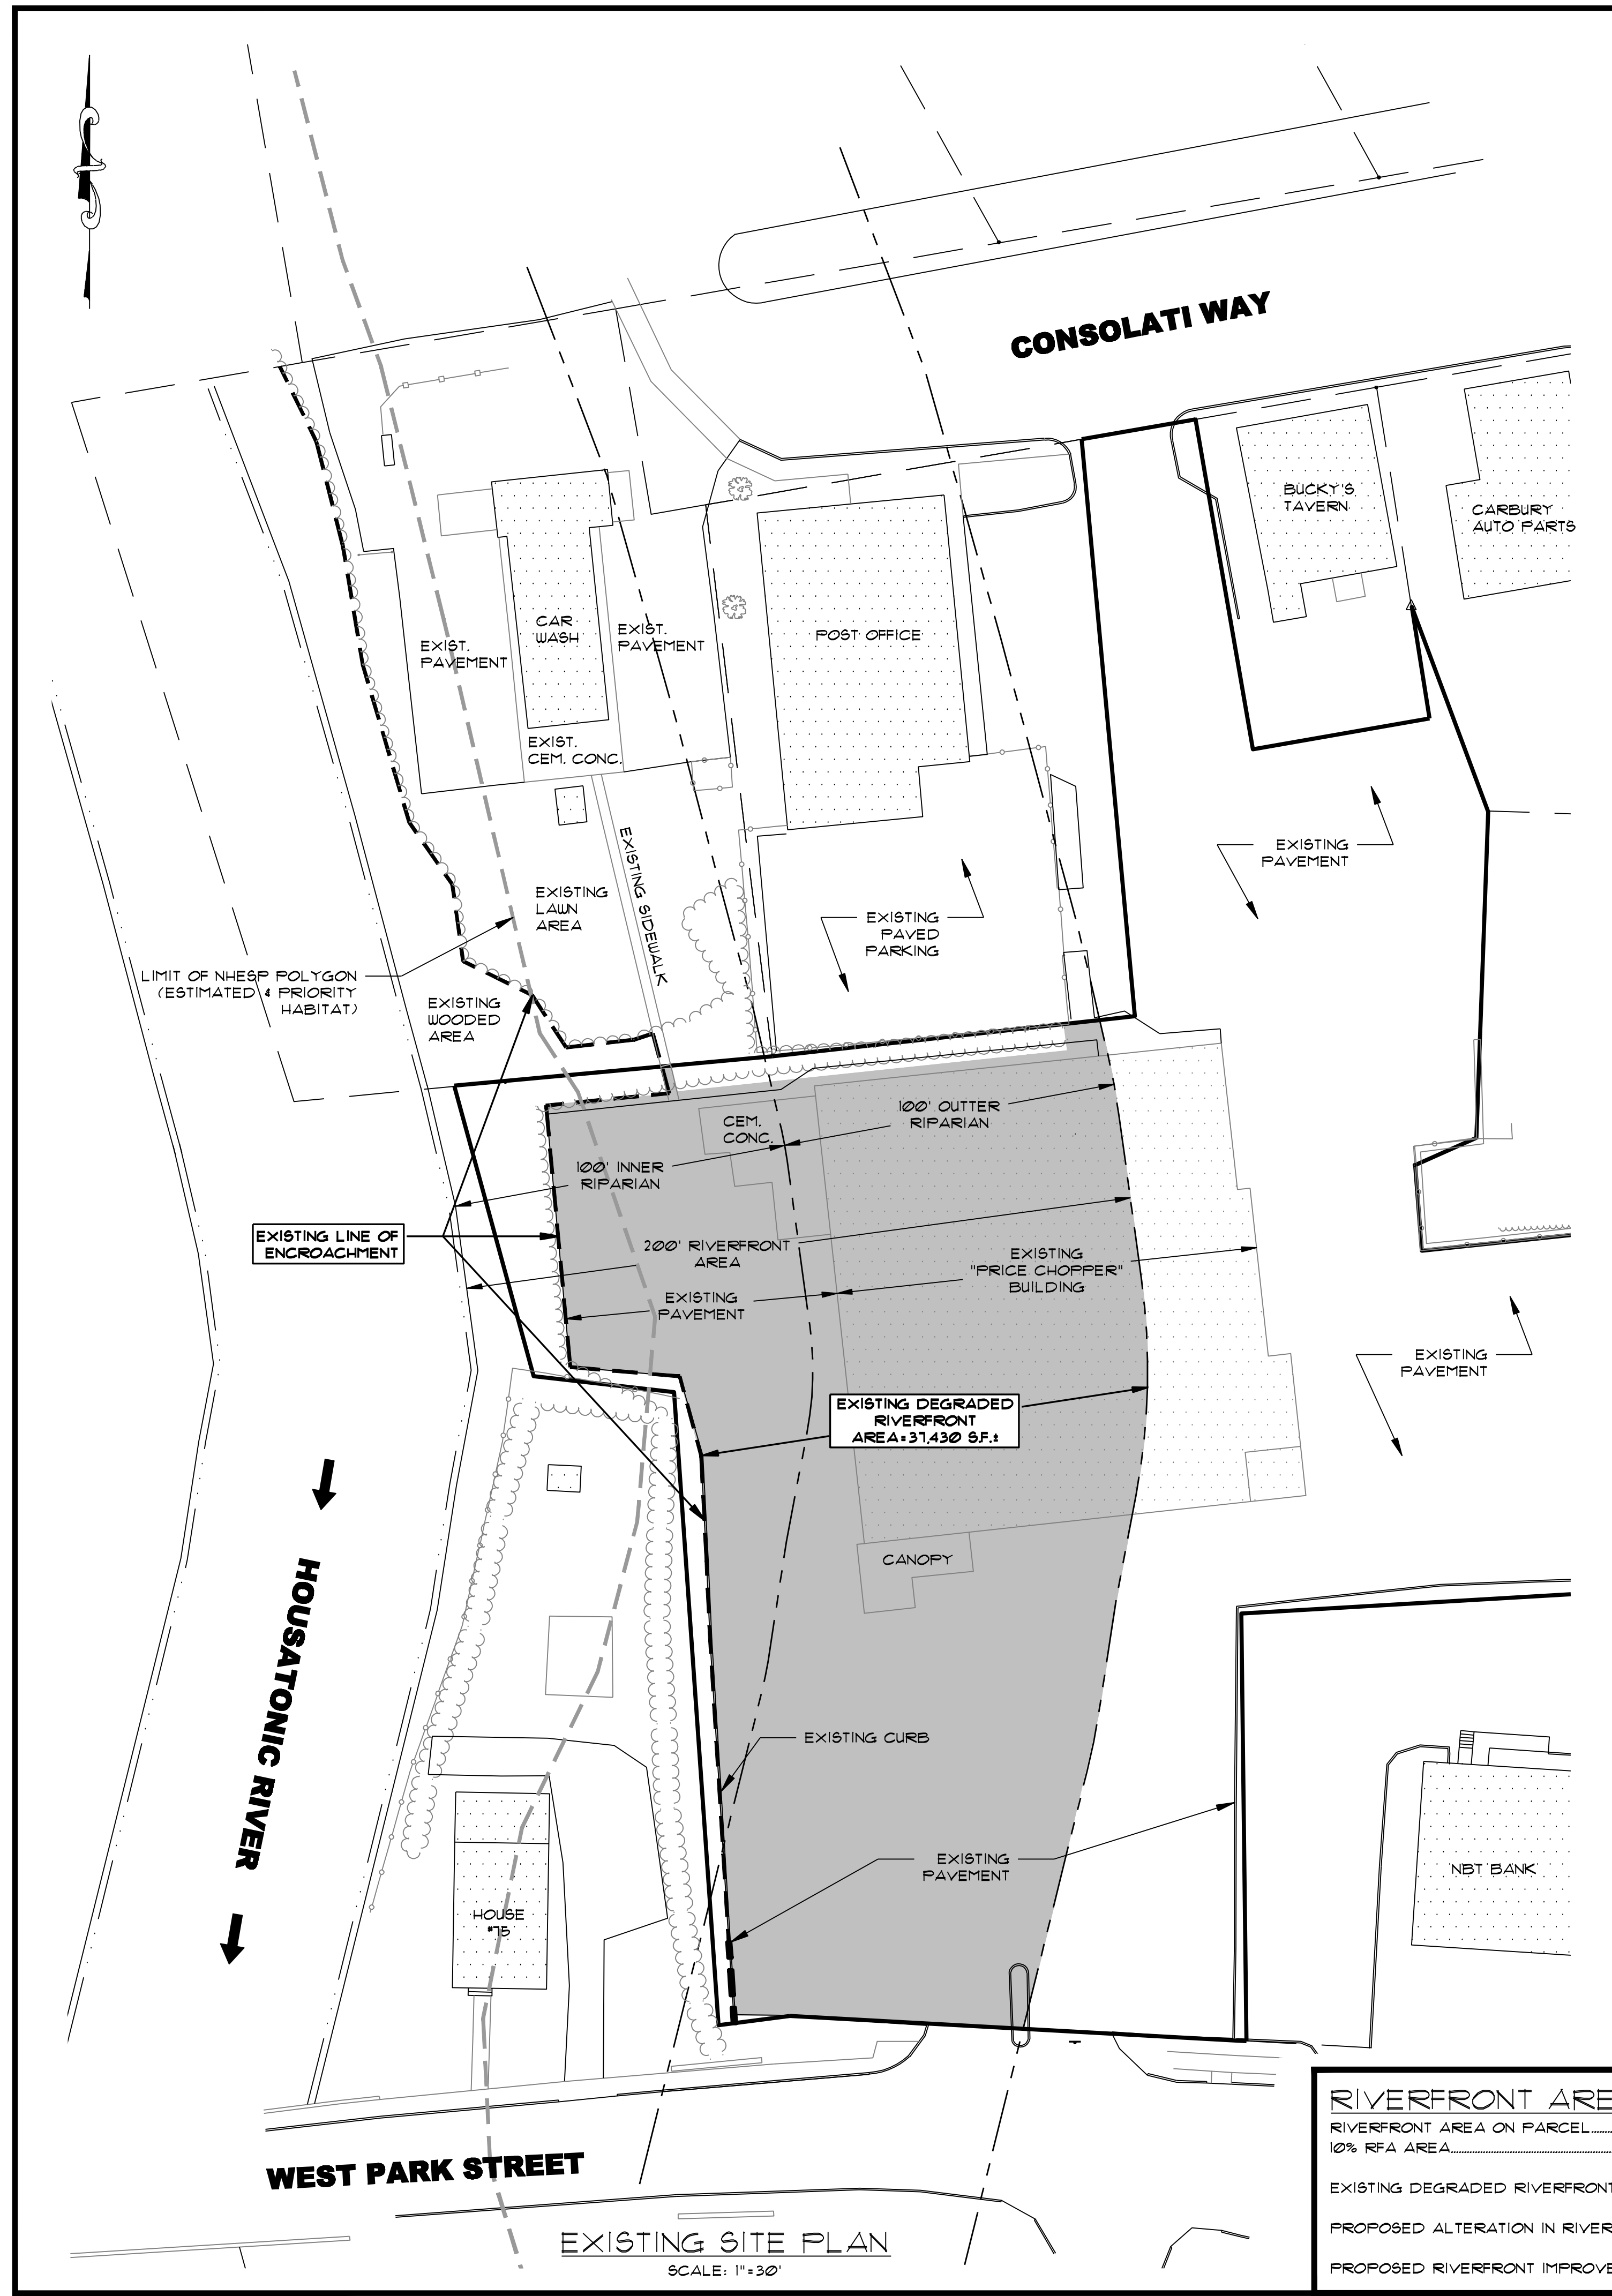 CONSOLATI WAY
BUCKY'S
TAVERN
CARBURY
AUTO PARTS
CAR
WASH
EXIST.
PAVEMENT
EXIST.
PAVEMENT
POST OFFICE
EXIST.
CEM. CONC.
EXISTING SIDEWALK
EXISTING
PAVEMENT
EXISTING
LAWN
AREA
EXISTING
PAVED
PARKING
LIMIT OF NHESP POLYGON
(ESTIMATED & PRIORITY
HABITAT)
EXISTING
WOODED
AREA
CEM.
CONC.
100' OUTTER
RIPARIAN
100' INNER
RIPARIAN
EXISTING LINE OF
ENCROACHMENT
200' RIVERFRONT
AREA
EXISTING
"PRICE CHOPPER"
BUILDING
EXISTING
PAVEMENT
EXISTING
PAVEMENT
EXISTING DEGRADED
RIVERFRONT
AREA=37,430 S.F.±
HOUSATONIC RIVER
CANOPY
EXISTING CURB
EXISTING
PAVEMENT
NBT BANK
HOUSE
#75
WEST PARK STREET
EXISTING SITE PLAN
SCALE: 1"=30'
RIVERFRONT ARE
RIVERFRONT AREA ON PARCEL........
10% RFA AREA........
EXISTING DEGRADED RIVERFRONT
PROPOSED ALTERATION IN RIVER
PROPOSED RIVERFRONT IMPROVE